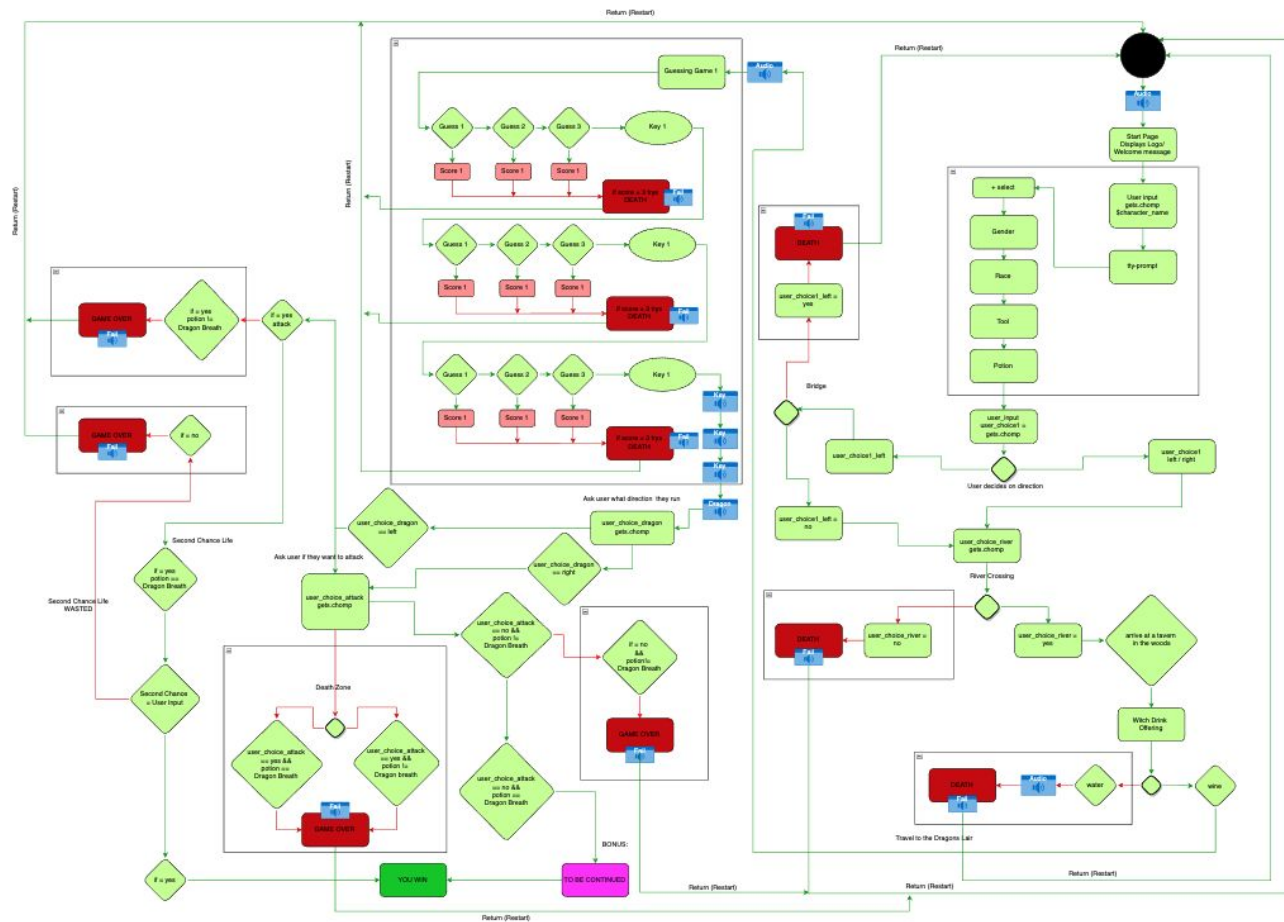 Return (Restart)
Return (Restart)
Return (Restart)
Return (Restart)
Audio
Start Page
Displays Logo/
Welcome message
User input
gets.chomp
$character_name
tty-prompt
+ select
Gender
Race
Tool
Potion
user_input
user_choice1 =
gets.chomp
User decides on direction
user_choice1
left / right
user_choice1_left
Bridge
user_choice1_left =
yes
Fail
DEATH
user_choice1_left =
no
user_choice_river
gets.chomp
River Crossing
user_choice_river =
no
DEATH
Fail
user_choice_river =
yes
arrive at a tavern
in the woods
Witch Drink
Offering
wine
water
Audio
DEATH
Fail
Travel to the Dragons Lair
Return (Restart)
Audio
Guessing Game 1
Guess 1
Guess 2
Guess 3
Key 1
Score 1
Score 1
Score 1
if score = 3 trys
DEATH
Fail
Guess 1
Guess 2
Guess 3
Key 1
Score 1
Score 1
Score 1
if score = 3 trys
DEATH
Fail
Guess 1
Guess 2
Guess 3
Key 1
Score 1
Score 1
Score 1
if score = 3 trys
DEATH
Fail
Key
Key
Key
Dragon
Ask user what direction they run
user_choice_dragon
gets.chomp
user_choice_dragon
== left
user_choice_dragon
== right
Ask user if they want to attack
user_choice_attack
gets.chomp
if = yes
attack
if = yes
potion !=
Dragon Breath
GAME OVER
Fail
if = no
GAME OVER
Fail
Second Chance Life
if = yes
potion ==
Dragon Breath
Second Chance Life
WASTED
Second Chance
= User Input
if = yes
Death Zone
user_choice_attack
== yes &&
potion ==
Dragon Breath
user_choice_attack
== yes &&
potion !=
Dragon breath
Fail
GAME OVER
user_choice_attack
== no &&
potion !=
Dragon Breath
if = no
&&
potion!=
Dragon Breath
GAME OVER
Fail
user_choice_attack
== no &&
potion ==
Dragon Breath
BONUS:
TO BE CONTINUED
YOU WIN
Return (Restart)
Return (Restart)
Return (Restart)